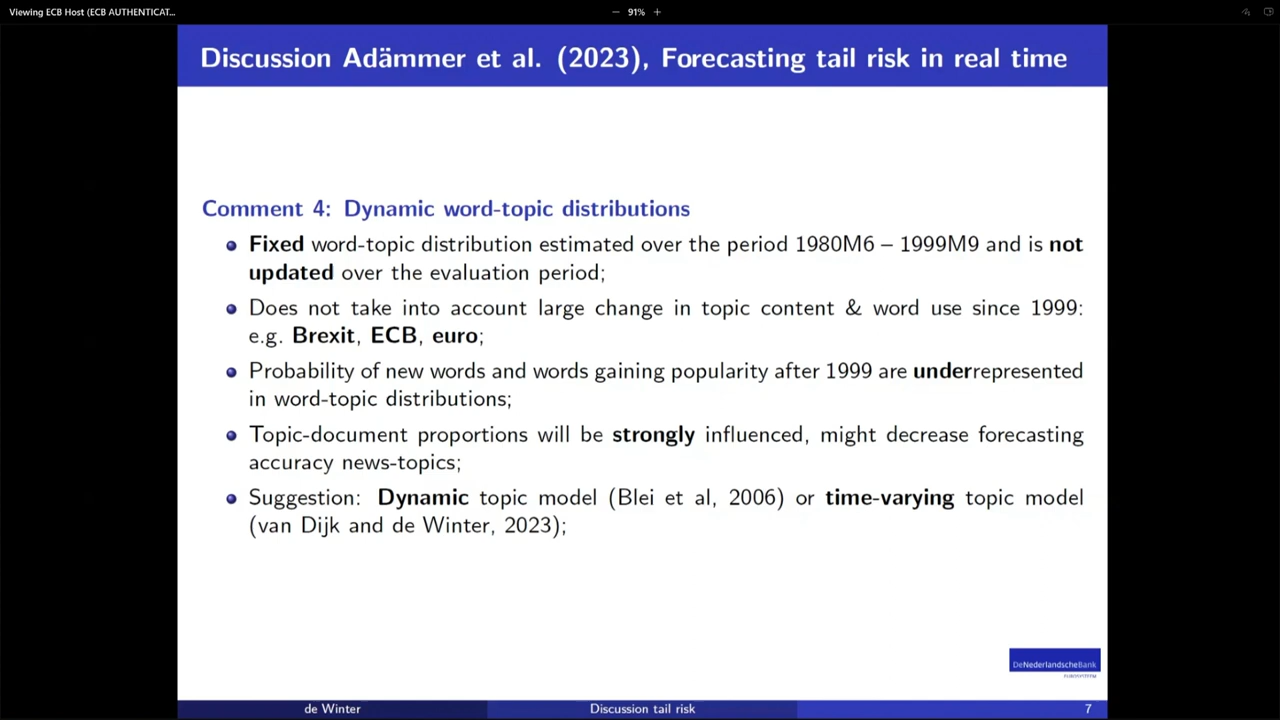 Viewing ECB Host (ECB AUTHENTICAT...
− 91% +
Discussion Adämmer et al. (2023), Forecasting tail risk in real time
Comment 4: Dynamic word-topic distributions
Fixed word-topic distribution estimated over the period 1980M6 – 1999M9 and is not
updated over the evaluation period;
Does not take into account large change in topic content & word use since 1999:
e.g. Brexit, ECB, euro;
Probability of new words and words gaining popularity after 1999 are underrepresented
in word-topic distributions;
Topic-document proportions will be strongly influenced, might decrease forecasting
accuracy news-topics;
Suggestion: Dynamic topic model (Blei et al, 2006) or time-varying topic model
(van Dijk and de Winter, 2023);
DeNederlandscheBank
EUROSYSTEEM
de Winter Discussion tail risk 7